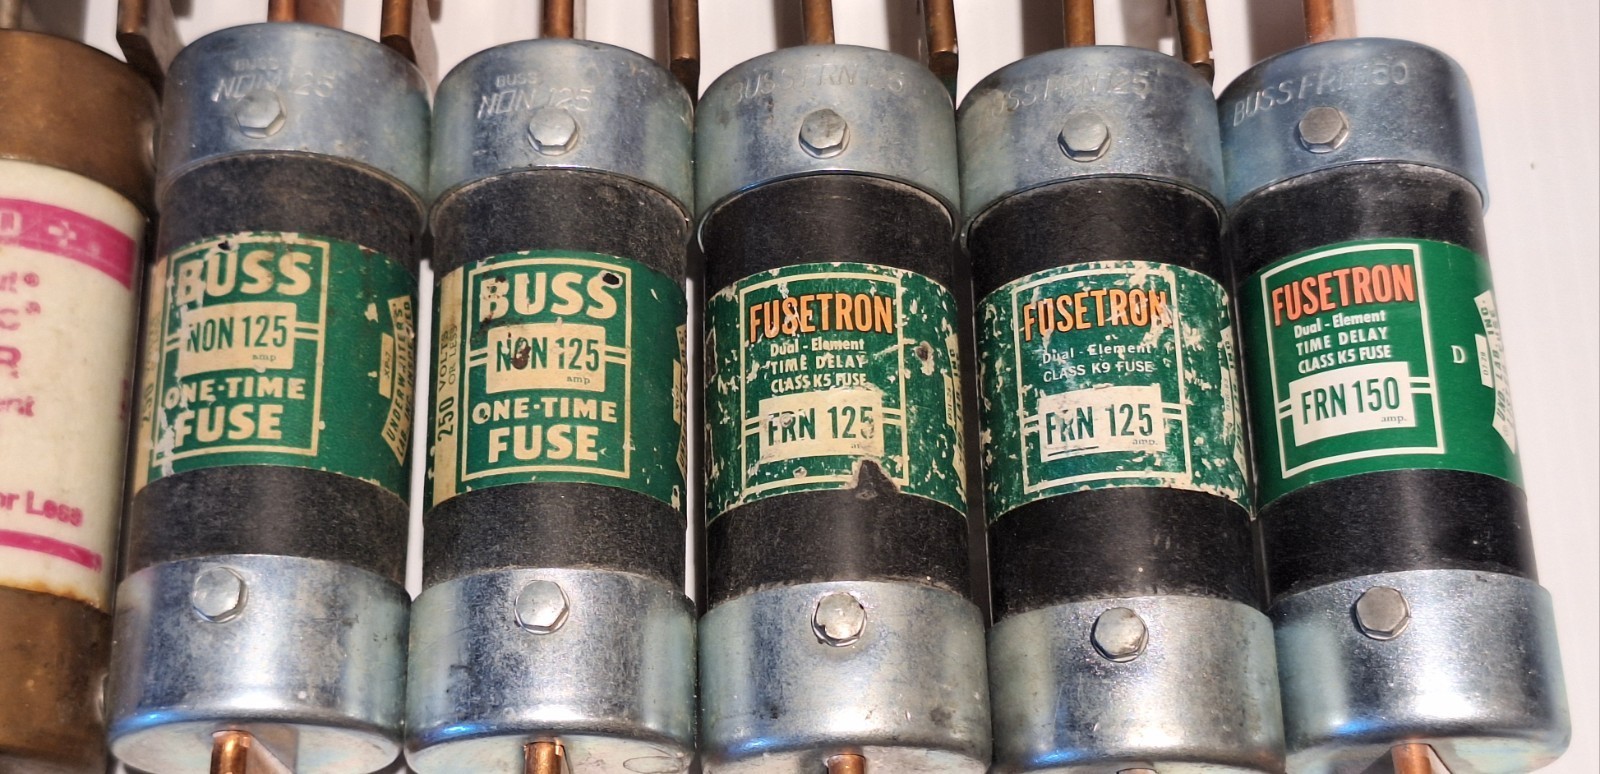 Less
BUSS
NON 125
BUSS
NON 125
amp
ONE-TIME
FUSE
250
UNDERWRITERS'
BUSS
NON 125
250 VOLTS
OR LESS
BUSS
NON 125
amp
ONE-TIME
FUSE
BUSS FRN 125
FUSETRON
Dual-Element
TIME DELAY
CLASS K5 FUSE
FRN 125
FRN 125
FUSETRON
Dual-Element
CLASS K9 FUSE
FRN 125
amp.
BUSS FRN 150
FUSETRON
Dual-Element
TIME DELAY
CLASS K5 FUSE
FRN 150
amp.
D